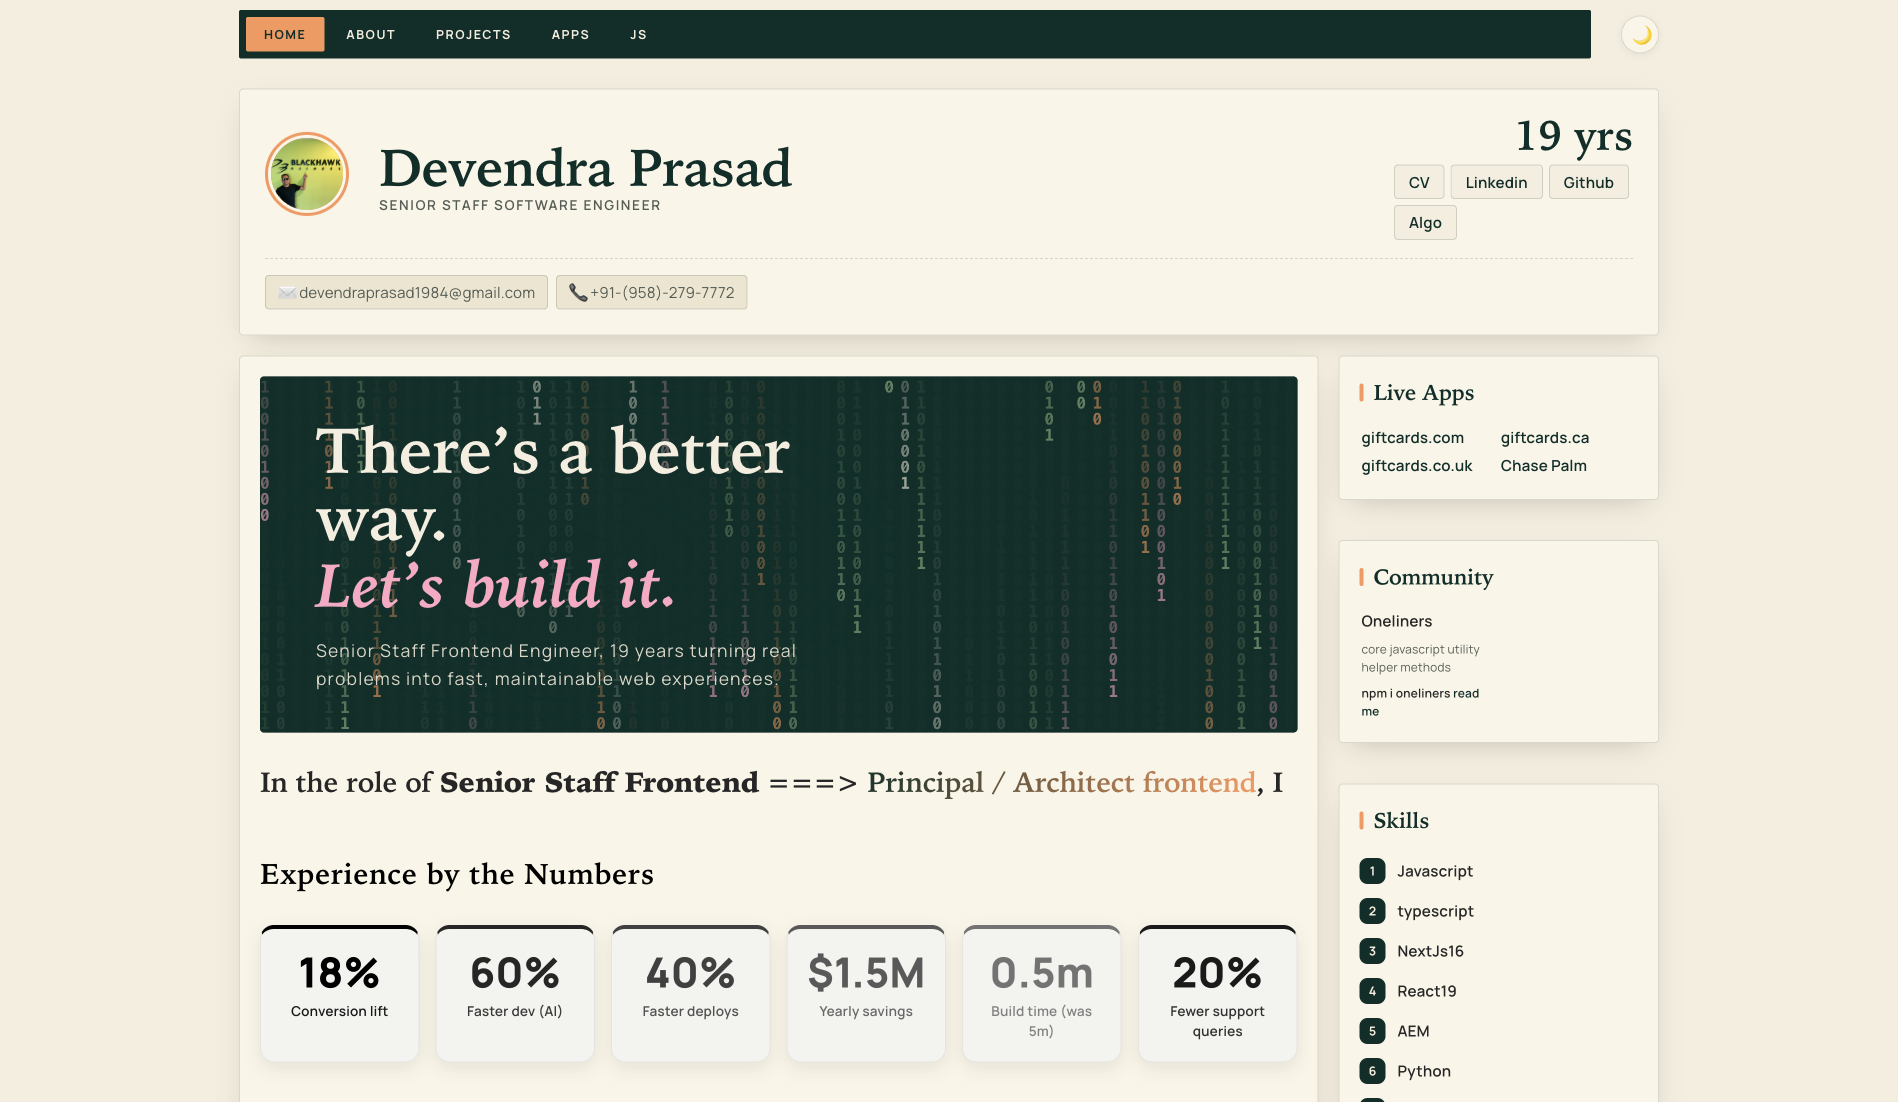 HOME ABOUT PROJECTS APPS JS
BLACKHAWK
Devendra Prasad
SENIOR STAFF SOFTWARE ENGINEER
19 yrs
CV Linkedin Github
Algo
devendraprasad1984@gmail.com +91-(958)-279-7772
There’s a better
way.
Let’s build it.
Senior Staff Frontend Engineer, 19 years turning real
problems into fast, maintainable web experiences.
In the role of Senior Staff Frontend ===> Principal / Architect frontend, I
Experience by the Numbers
18%
Conversion lift
60%
Faster dev (AI)
40%
Faster deploys
$1.5M
Yearly savings
0.5m
Build time (was
5m)
20%
Fewer support
queries
Live Apps
giftcards.com giftcards.ca
giftcards.co.uk Chase Palm
Community
Oneliners
core javascript utility
helper methods
npm i oneliners read
me
Skills
1 Javascript
2 typescript
3 NextJs16
4 React19
5 AEM
6 Python